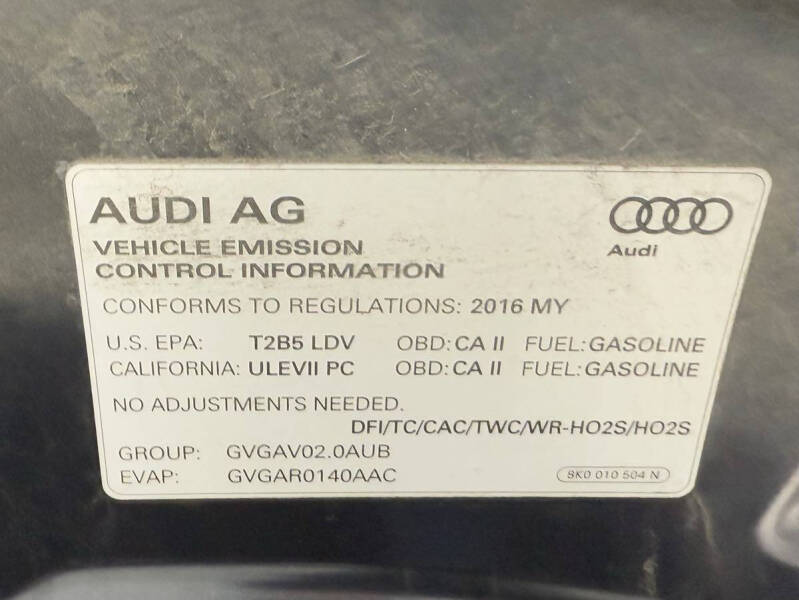 AUDI AG
Audi
VEHICLE EMISSION
CONTROL INFORMATION
CONFORMS TO REGULATIONS: 2016 MY
U.S. EPA: T2B5 LDV OBD: CA II FUEL: GASOLINE
CALIFORNIA: ULEVII PC OBD: CA II FUEL: GASOLINE
NO ADJUSTMENTS NEEDED.
DFI/TC/CAC/TWC/WR-HO2S/HO2S
GROUP: GVGAV02.0AUB
EVAP: GVGAR0140AAC
8K0 010 504 N